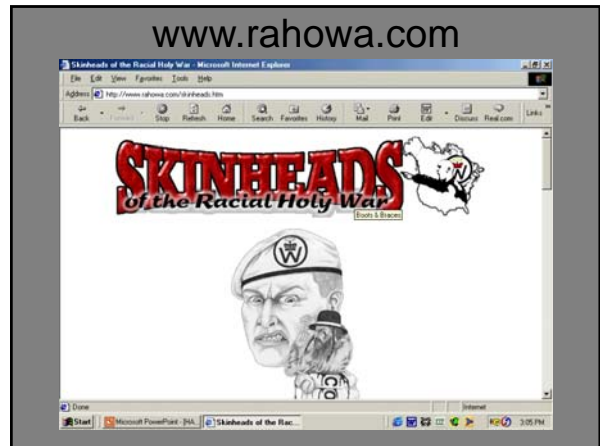 www.rahowa.com
Skinheads of the Racial Holy War - Microsoft Internet Explorer
File Edit View Favorites Tools Help
Address http://www.rahowa.com/skinheads.htm
Back Forward Stop Refresh Home Search Favorites History Mail Print Edit Discuss Real.com Links
SKINHEADS
of the Racial Holy War
W
Boots & Braces
W
Done Internet
Start Microsoft PowerPoint - [HA... Skinheads of the Rac... 3:05 PM